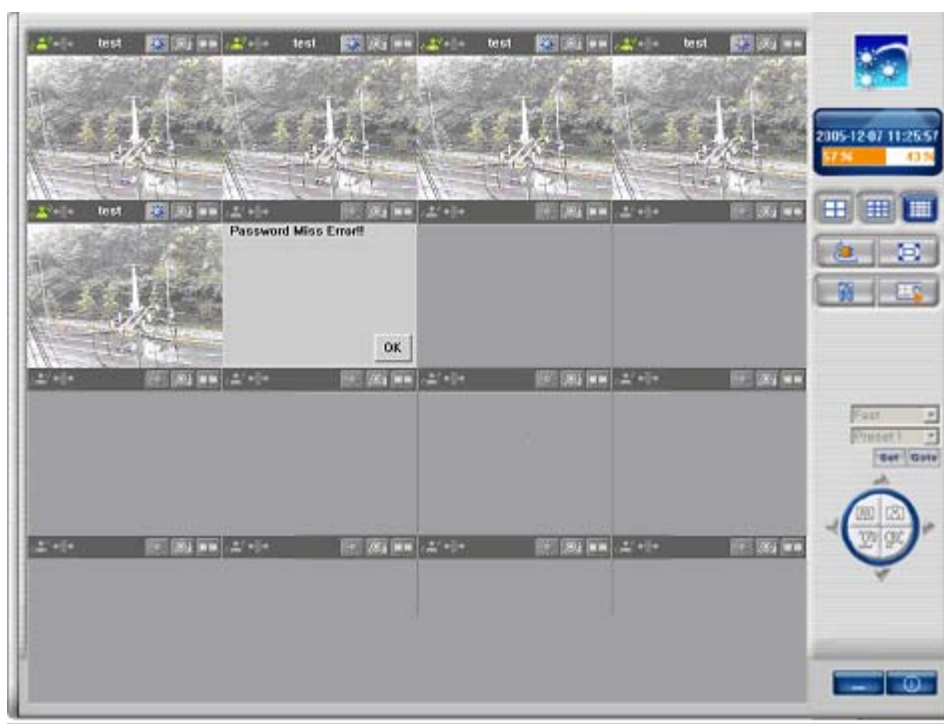 test
test
test
test
2005-12-07 11:25:57
57 % 43 %
test
Password Miss Error!!
OK
Fast
Preset 1
Set Goto